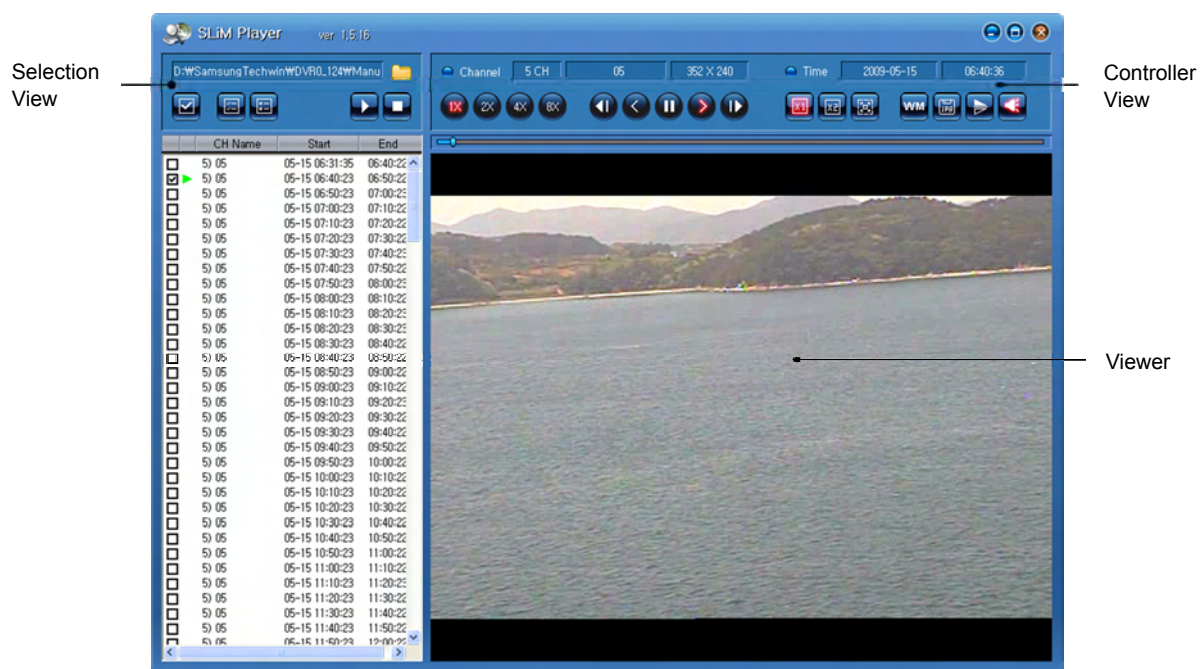 SLiM Player ver 1,5,16
Selection View
D:₩SamsungTechwin₩DVR0_124₩Manu
Channel 5 CH 05 352 X 240 Time 2009-05-15 06:40:36
Controller View
1X 2X 4X 8X x1 x2 WM JPG
CH Name Start End
5) 05 05-15 06:31:35 06:40:22
5) 05 05-15 06:40:23 06:50:22
5) 05 05-15 06:50:23 07:00:23
5) 05 05-15 07:00:23 07:10:22
5) 05 05-15 07:10:23 07:20:22
5) 05 05-15 07:20:23 07:30:22
5) 05 05-15 07:30:23 07:40:23
5) 05 05-15 07:40:23 07:50:22
5) 05 05-15 07:50:23 08:00:23
5) 05 05-15 08:00:23 08:10:22
5) 05 05-15 08:10:23 08:20:23
5) 05 05-15 08:20:23 08:30:23
5) 05 05-15 08:30:23 08:40:22
5) 05 05-15 08:40:23 08:50:22
5) 05 05-15 08:50:23 09:00:22
5) 05 05-15 09:00:23 09:10:22
5) 05 05-15 09:10:23 09:20:23
5) 05 05-15 09:20:23 09:30:22
5) 05 05-15 09:30:23 09:40:22
5) 05 05-15 09:40:23 09:50:22
5) 05 05-15 09:50:23 10:00:22
5) 05 05-15 10:00:23 10:10:22
5) 05 05-15 10:10:23 10:20:22
5) 05 05-15 10:20:23 10:30:22
5) 05 05-15 10:30:23 10:40:22
5) 05 05-15 10:40:23 10:50:22
5) 05 05-15 10:50:23 11:00:22
5) 05 05-15 11:00:23 11:10:22
5) 05 05-15 11:10:23 11:20:23
5) 05 05-15 11:20:23 11:30:22
5) 05 05-15 11:30:23 11:40:22
5) 05 05-15 11:40:23 11:50:22
5) 05 05-15 11:50:23 12:00:22
Viewer